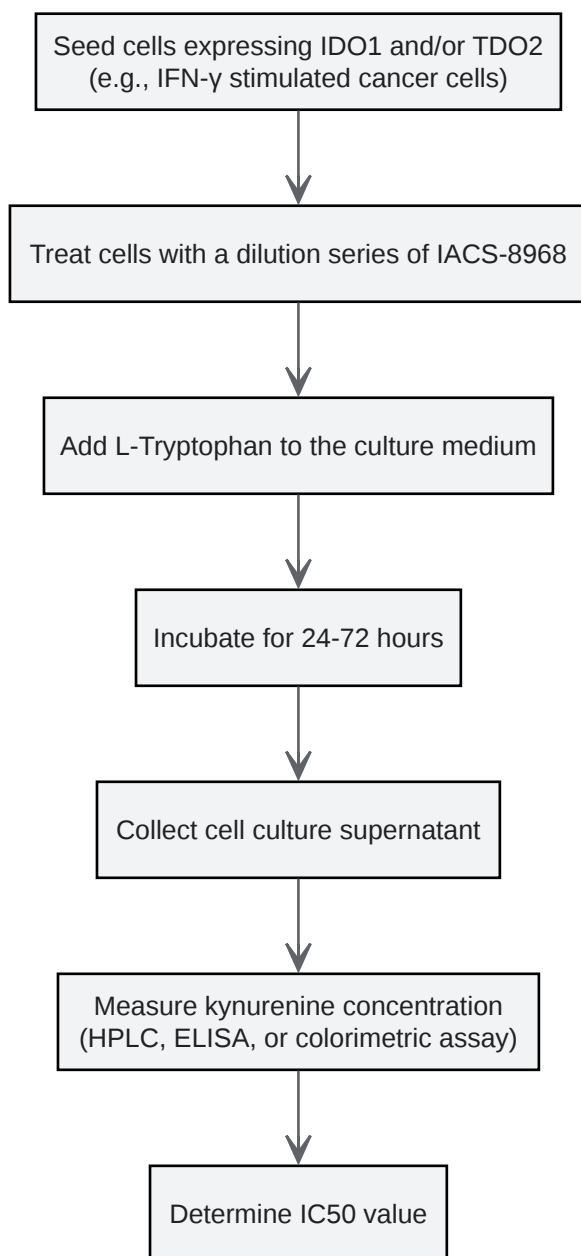 Seed cells expressing IDO1 and/or TDO2
(e.g., IFN-γ stimulated cancer cells)
Treat cells with a dilution series of IACS-8968
Add L-Tryptophan to the culture medium
Incubate for 24-72 hours
Collect cell culture supernatant
Measure kynurenine concentration
(HPLC, ELISA, or colorimetric assay)
Determine IC50 value